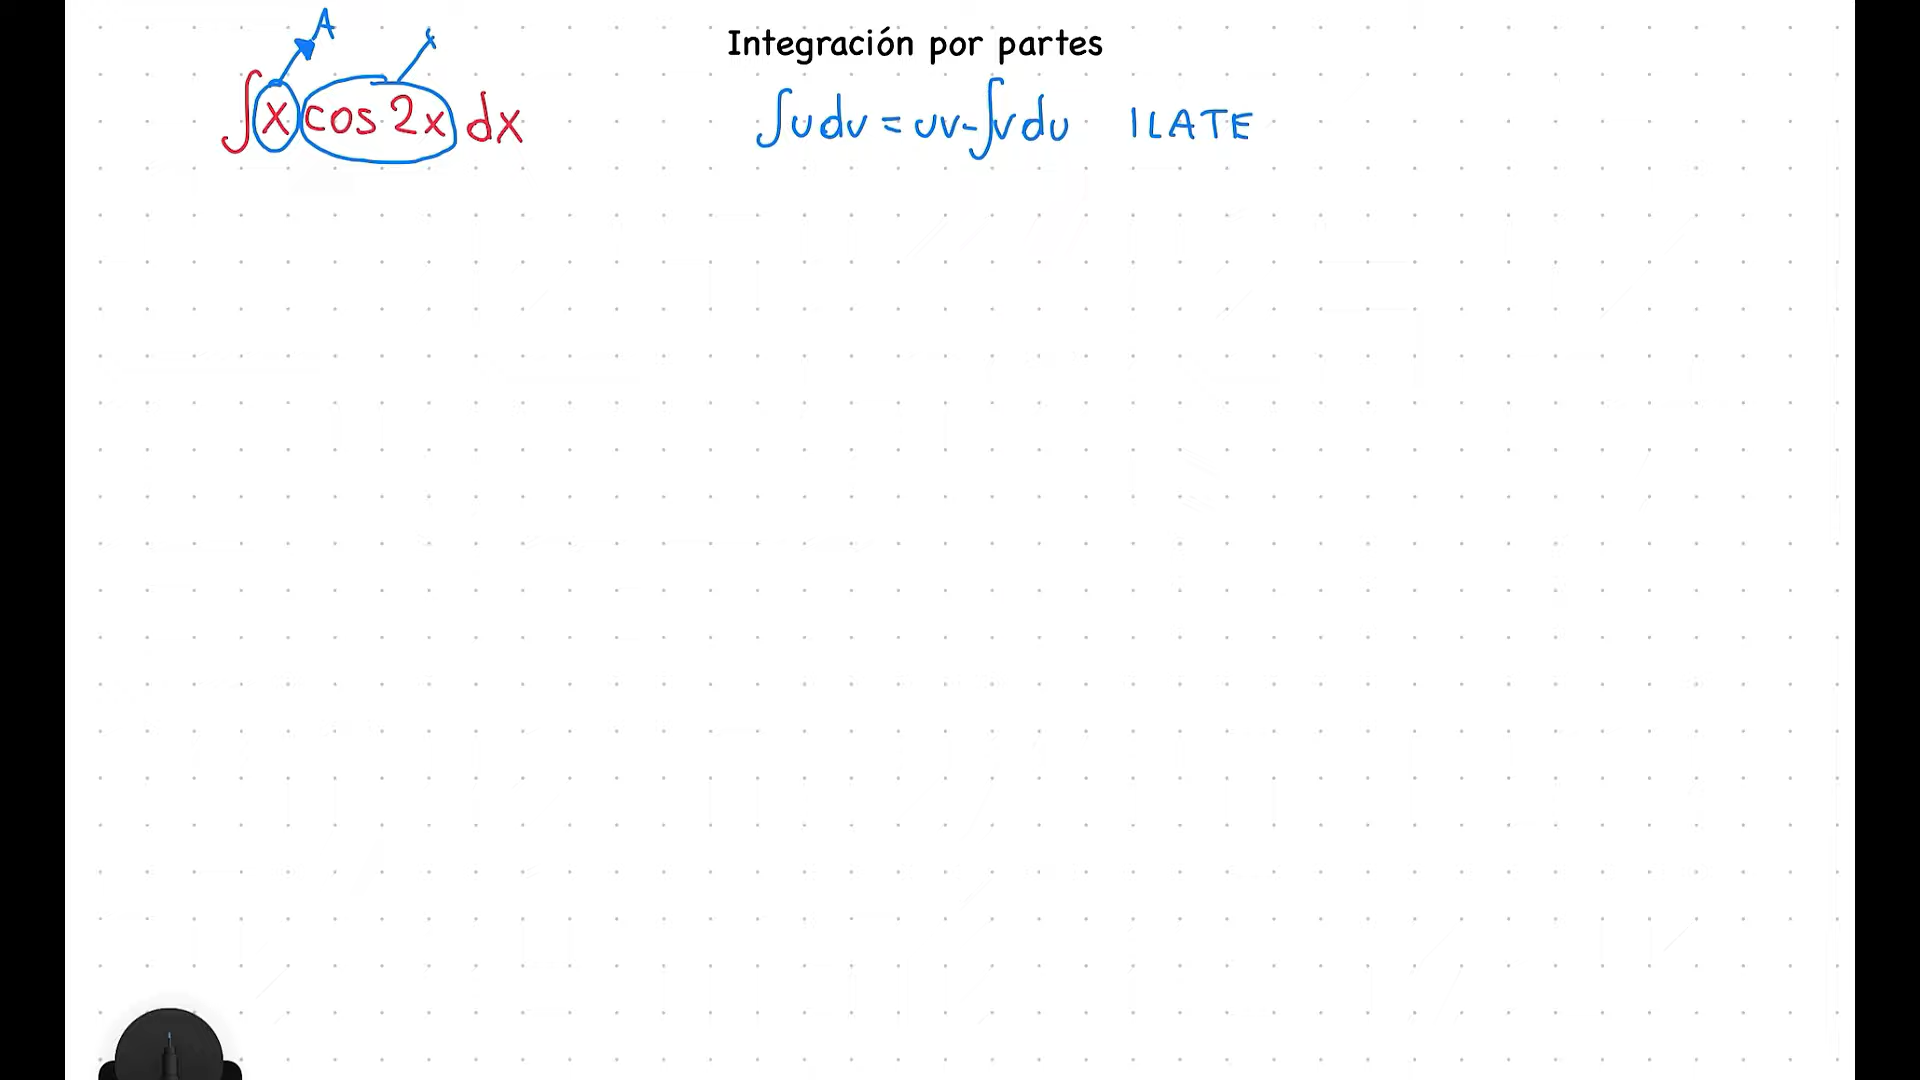 Integración por partes
A
∫x cos 2x dx
∫udv = uv-∫vdu ILATE